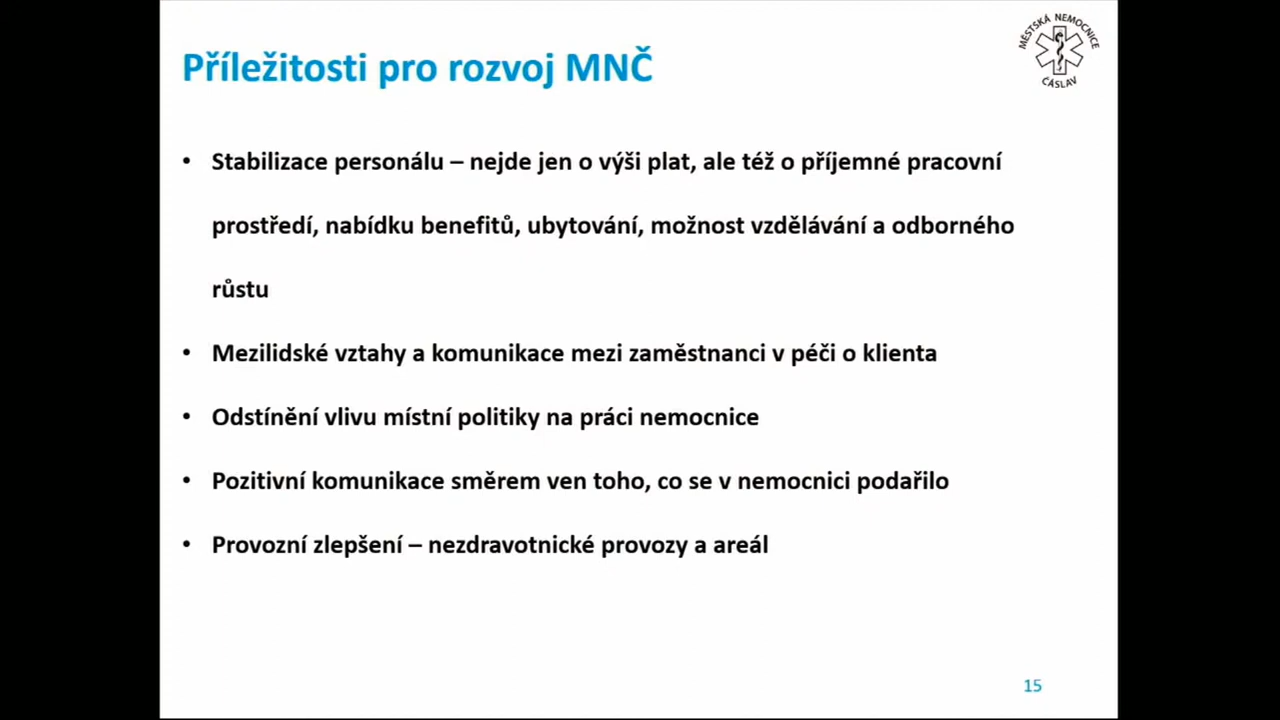 Příležitosti pro rozvoj MNČ
MĚSTSKÁ NEMOCNICE
ČÁSLAV
• Stabilizace personálu – nejde jen o výši plat, ale též o příjemné pracovní
prostředí, nabídku benefitů, ubytování, možnost vzdělávání a odborného
růstu
• Mezilidské vztahy a komunikace mezi zaměstnanci v péči o klienta
• Odstínění vlivu místní politiky na práci nemocnice
• Pozitivní komunikace směrem ven toho, co se v nemocnici podařilo
• Provozní zlepšení – nezdravotnické provozy a areál
15